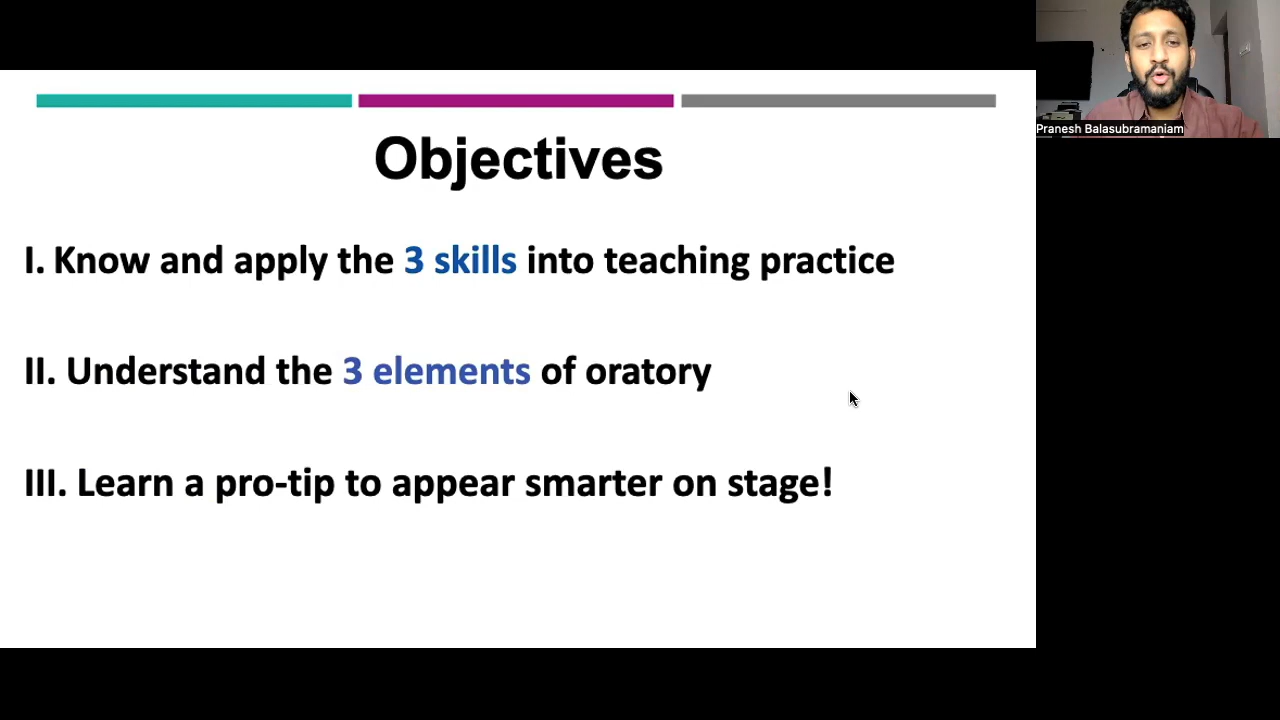 Objectives
I. Know and apply the 3 skills into teaching practice
II. Understand the 3 elements of oratory
III. Learn a pro-tip to appear smarter on stage!
Pranesh Balasubramaniam